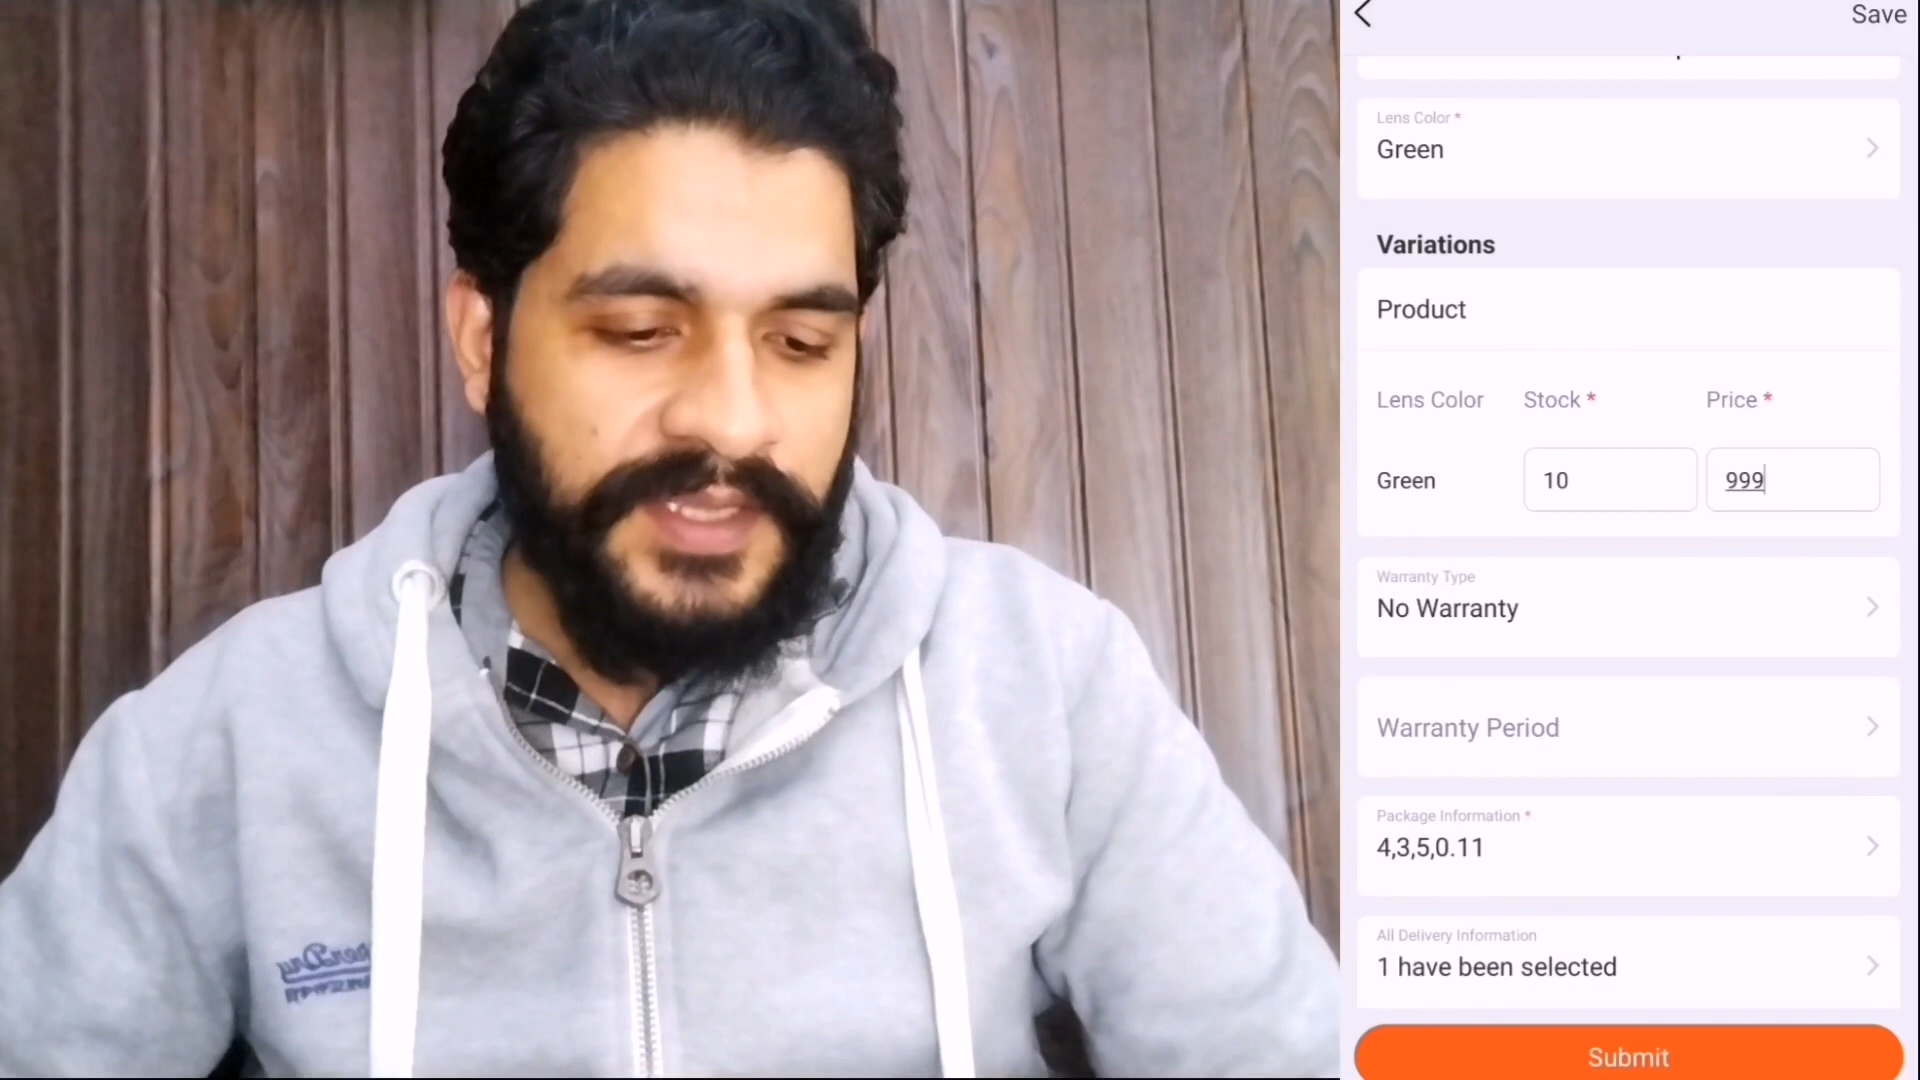 Save
Lens Color *
Green
Variations
Product
Lens Color Stock * Price *
Green 10 999
Warranty Type
No Warranty
Warranty Period
Package Information *
4,3,5,0.11
All Delivery Information
1 have been selected
Submit